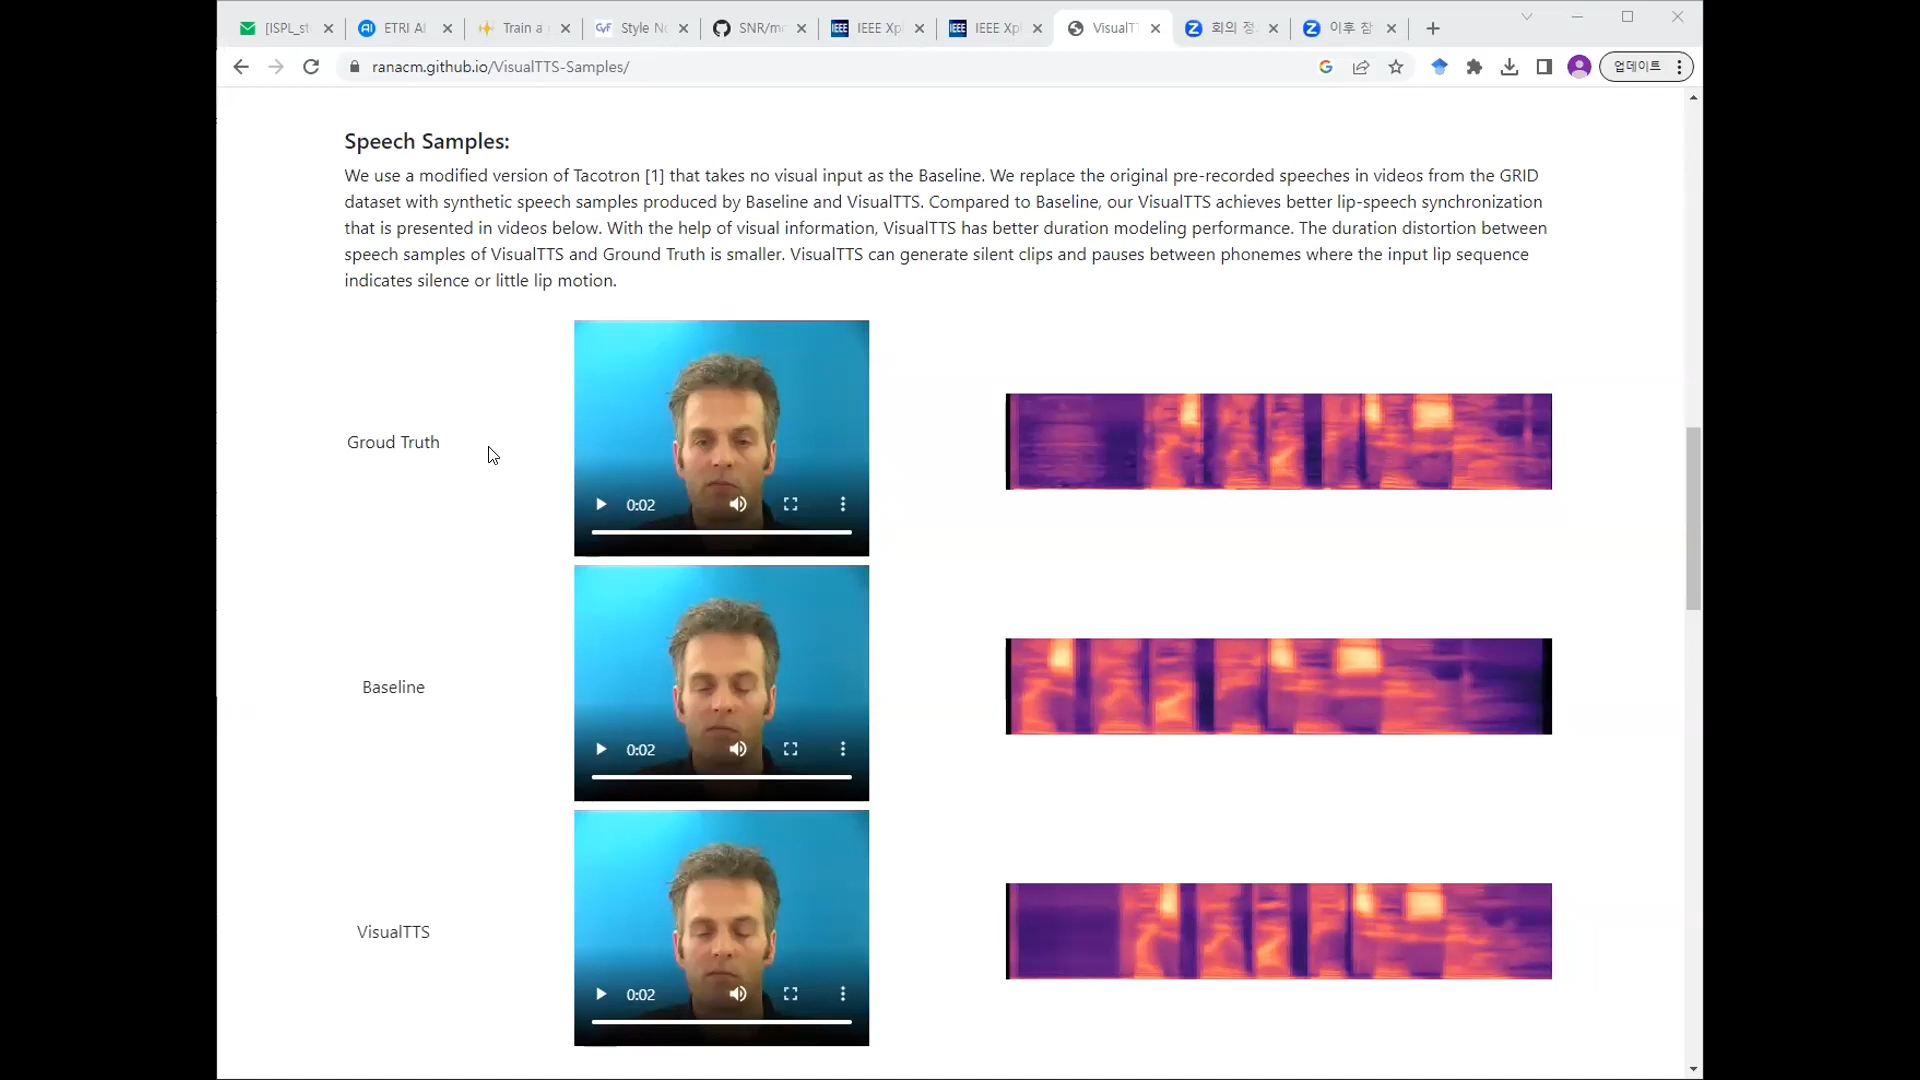 [ISPL_st
ETRI AI
Train a
Style No
SNR/m
IEEE Xpl
IEEE Xpl
VisualTT
회의 정
이후 참
ranacm.github.io/VisualTTS-Samples/
업데이트
Speech Samples:
We use a modified version of Tacotron [1] that takes no visual input as the Baseline. We replace the original pre-recorded speeches in videos from the GRID
dataset with synthetic speech samples produced by Baseline and VisualTTS. Compared to Baseline, our VisualTTS achieves better lip-speech synchronization
that is presented in videos below. With the help of visual information, VisualTTS has better duration modeling performance. The duration distortion between
speech samples of VisualTTS and Ground Truth is smaller. VisualTTS can generate silent clips and pauses between phonemes where the input lip sequence
indicates silence or little lip motion.
Groud Truth
0:02
Baseline
0:02
VisualTTS
0:02